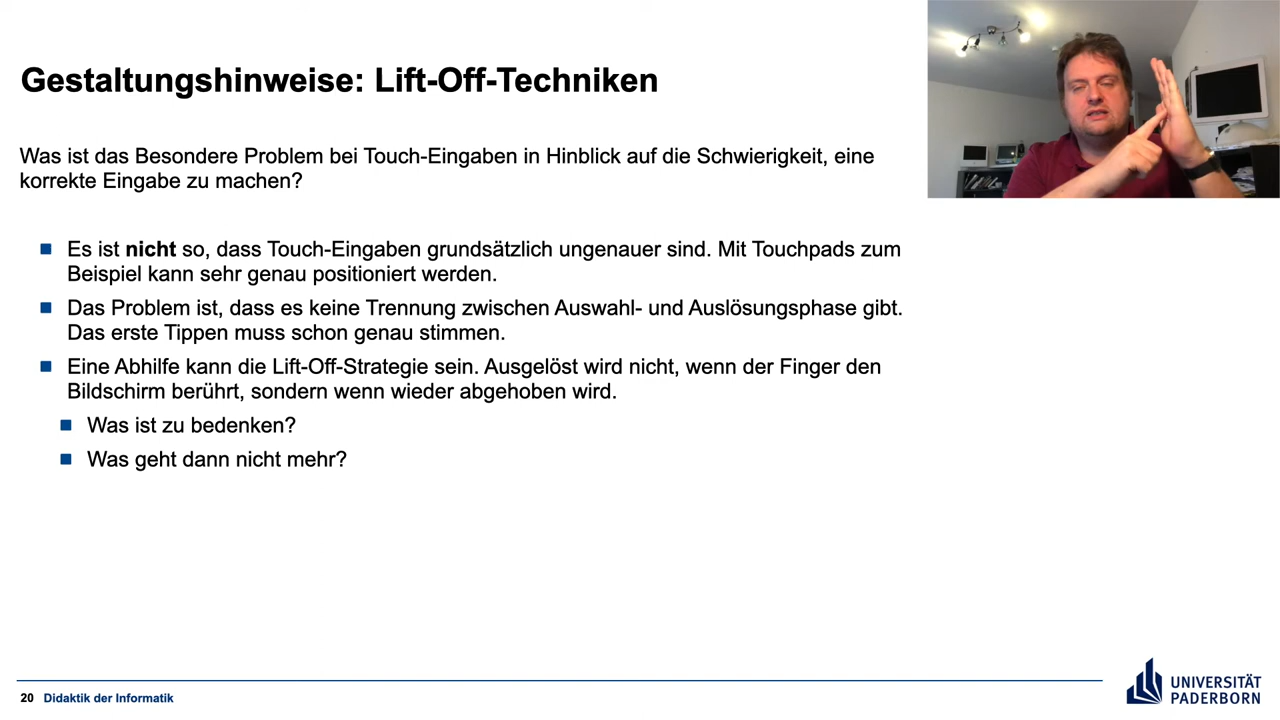 Gestaltungshinweise: Lift-Off-Techniken
Was ist das Besondere Problem bei Touch-Eingaben in Hinblick auf die Schwierigkeit, eine
korrekte Eingabe zu machen?
Es ist nicht so, dass Touch-Eingaben grundsätzlich ungenauer sind. Mit Touchpads zum
Beispiel kann sehr genau positioniert werden.
Das Problem ist, dass es keine Trennung zwischen Auswahl- und Auslösungsphase gibt.
Das erste Tippen muss schon genau stimmen.
Eine Abhilfe kann die Lift-Off-Strategie sein. Ausgelöst wird nicht, wenn der Finger den
Bildschirm berührt, sondern wenn wieder abgehoben wird.
Was ist zu bedenken?
Was geht dann nicht mehr?
20 Didaktik der Informatik
UNIVERSITÄT
PADERBORN